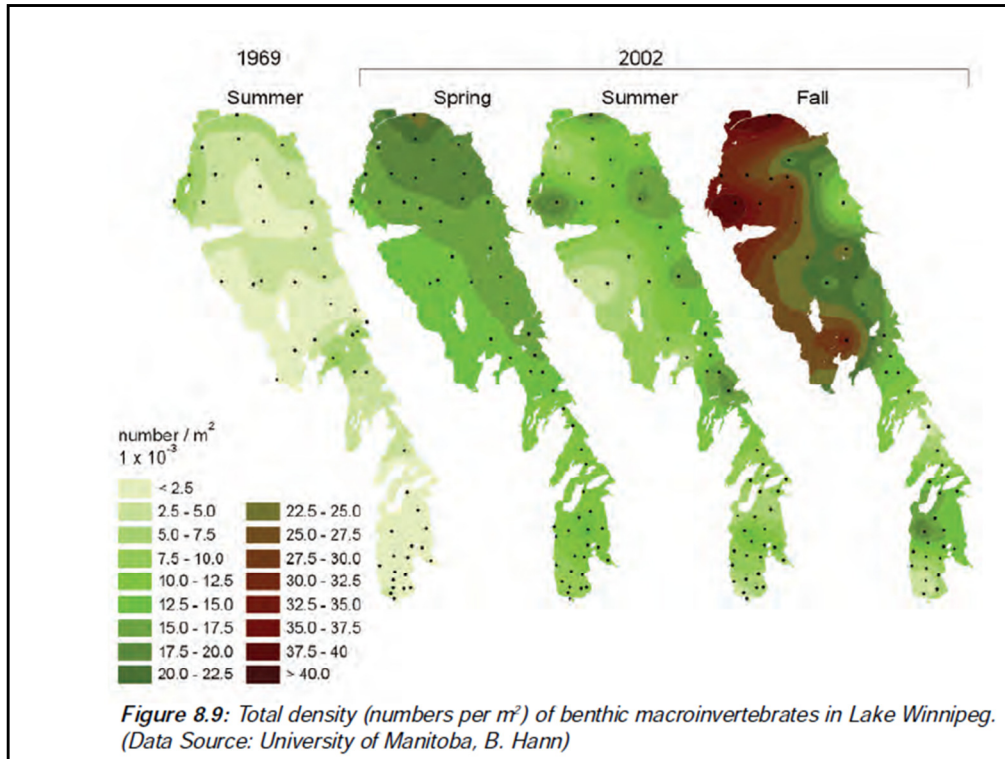 1969
2002
Summer
Spring
Summer
Fall
number / m²
1 x 10⁻³
< 2.5
2.5 - 5.0
5.0 - 7.5
7.5 - 10.0
10.0 - 12.5
12.5 - 15.0
15.0 - 17.5
17.5 - 20.0
20.0 - 22.5
22.5 - 25.0
25.0 - 27.5
27.5 - 30.0
30.0 - 32.5
32.5 - 35.0
35.0 - 37.5
37.5 - 40
> 40.0
Figure 8.9: Total density (numbers per m²) of benthic macroinvertebrates in Lake Winnipeg.
(Data Source: University of Manitoba, B. Hann)